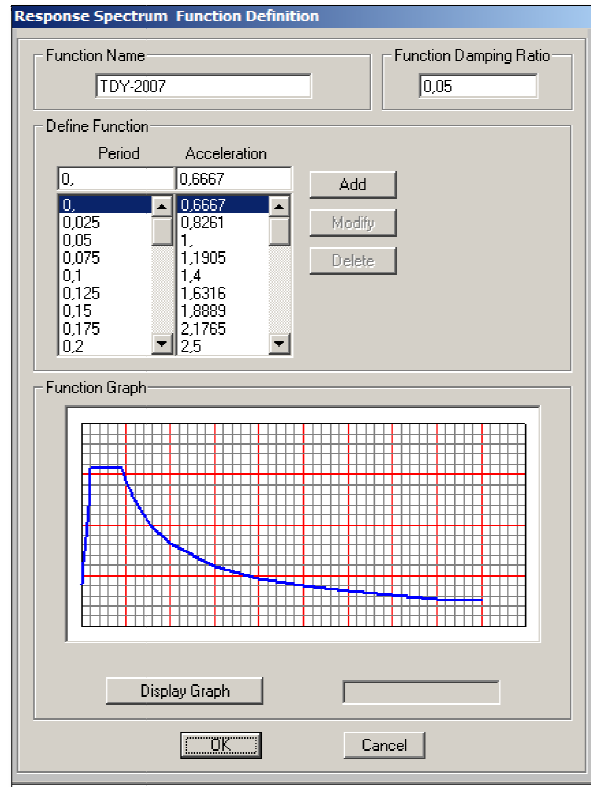 Response Spectrum Function Definition
Function Name
Function Damping Ratio
TDY-2007
0,05
Define Function
Period Acceleration
0, 0,6667
Add
0, 0,6667
0,025 0,8261
Modify
0,05 1,
0,075 1,1905
Delete
0,1 1,4
0,125 1,6316
0,15 1,8889
0,175 2,1765
0,2 2,5
Function Graph
Display Graph
OK Cancel